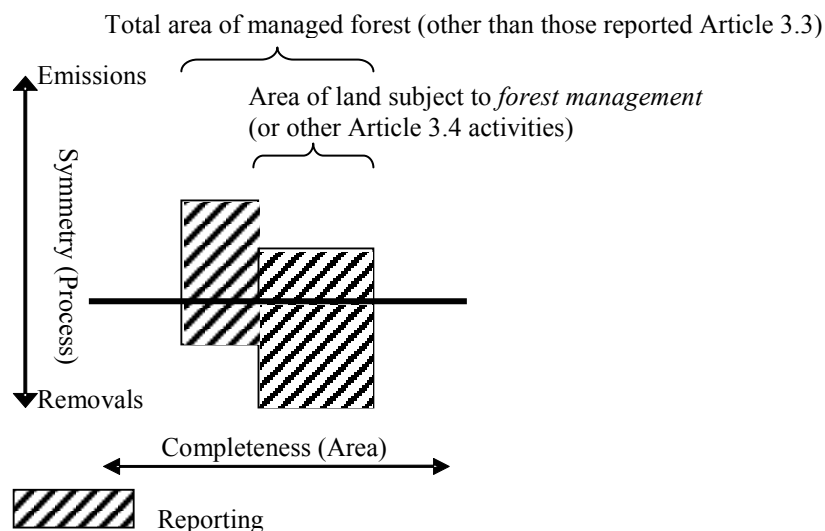 Total area of managed forest (other than those reported Article 3.3)
Emissions
Area of land subject to forest management
(or other Article 3.4 activities)
Symmetry (Process)
Removals
Completeness (Area)
Reporting